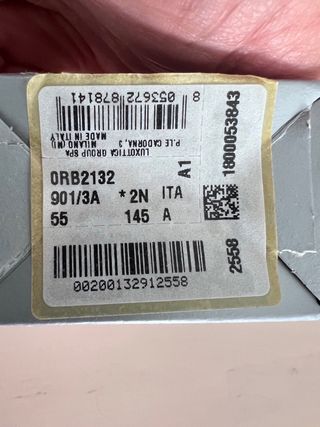 8 053672 878141
LUXOTTICA GROUP SPA
P.LE CADORNA, 3
MILANO (MI)
MADE IN ITALY
A1
0RB2132
901/3A *2N ITA
55 145 A
1800053843
2558
00200132912558